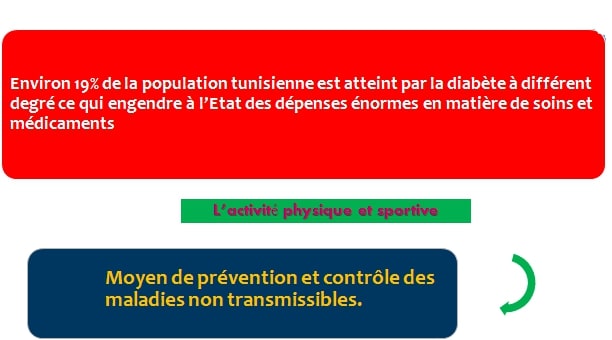 Environ 19% de la population tunisienne est atteint par la diabète à différent
degré ce qui engendre à l’Etat des dépenses énormes en matière de soins et
médicaments
L’activité physique et sportive
Moyen de prévention et contrôle des
maladies non transmissibles.